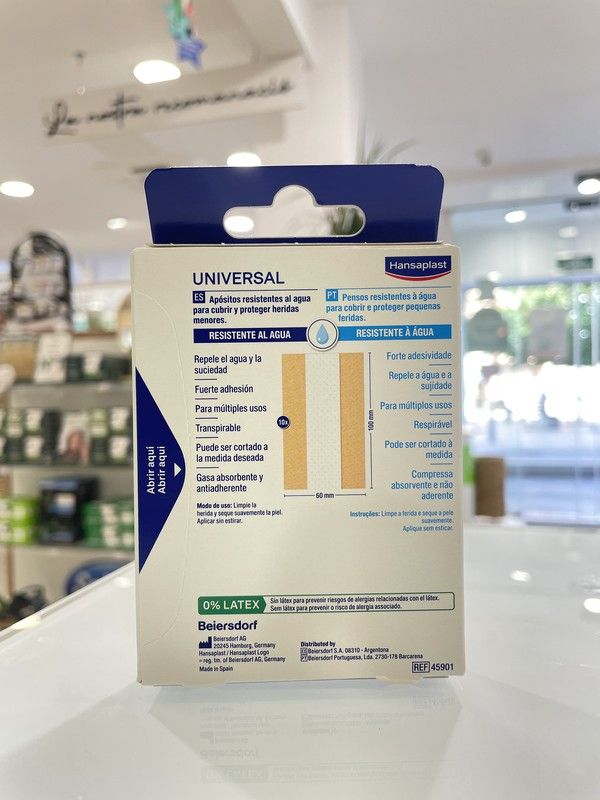 La nostra
Hansaplast
UNIVERSAL
ES Apósitos resistentes al agua
para cubrir y proteger heridas
menores.
PT Pensos resistentes à água
para cobrir e proteger pequenas
feridas.
RESISTENTE AL AGUA
RESISTENTE À ÁGUA
Repele el agua y la
suciedad
Fuerte adhesión
Para múltiples usos
Transpirable
Puede ser cortado a
la medida deseada
Gasa absorbente y
antiadherente
Modo de uso: Limpie la
herida y seque suavemente la piel.
Aplicar sin estirar.
10x
100 mm
60 mm
Forte adesividade
Repele a água e a
sujidade
Para múltiplos usos
Respirável
Pode ser cortado à
medida
Compressa
absorvente e não
aderente
Instruções: Limpe a ferida e seque a pele
suavemente.
Aplique sem esticar.
Abrir aquí
Abrir aqui
0% LATEX
Sin látex para prevenir riesgos de alergias relacionadas con el látex.
Sem látex para prevenir o risco de alergia associado.
Beiersdorf
Beiersdorf AG
20245 Hamburg, Germany
Hansaplast / Hansaplast Logo
= reg. tm. of Beiersdorf AG, Germany
Made in Spain
Distributed by
ES Beiersdorf S.A. 08310 - Argentona
PT Beiersdorf Portuguesa, Lda. 2730-178 Barcarena
REF 45901